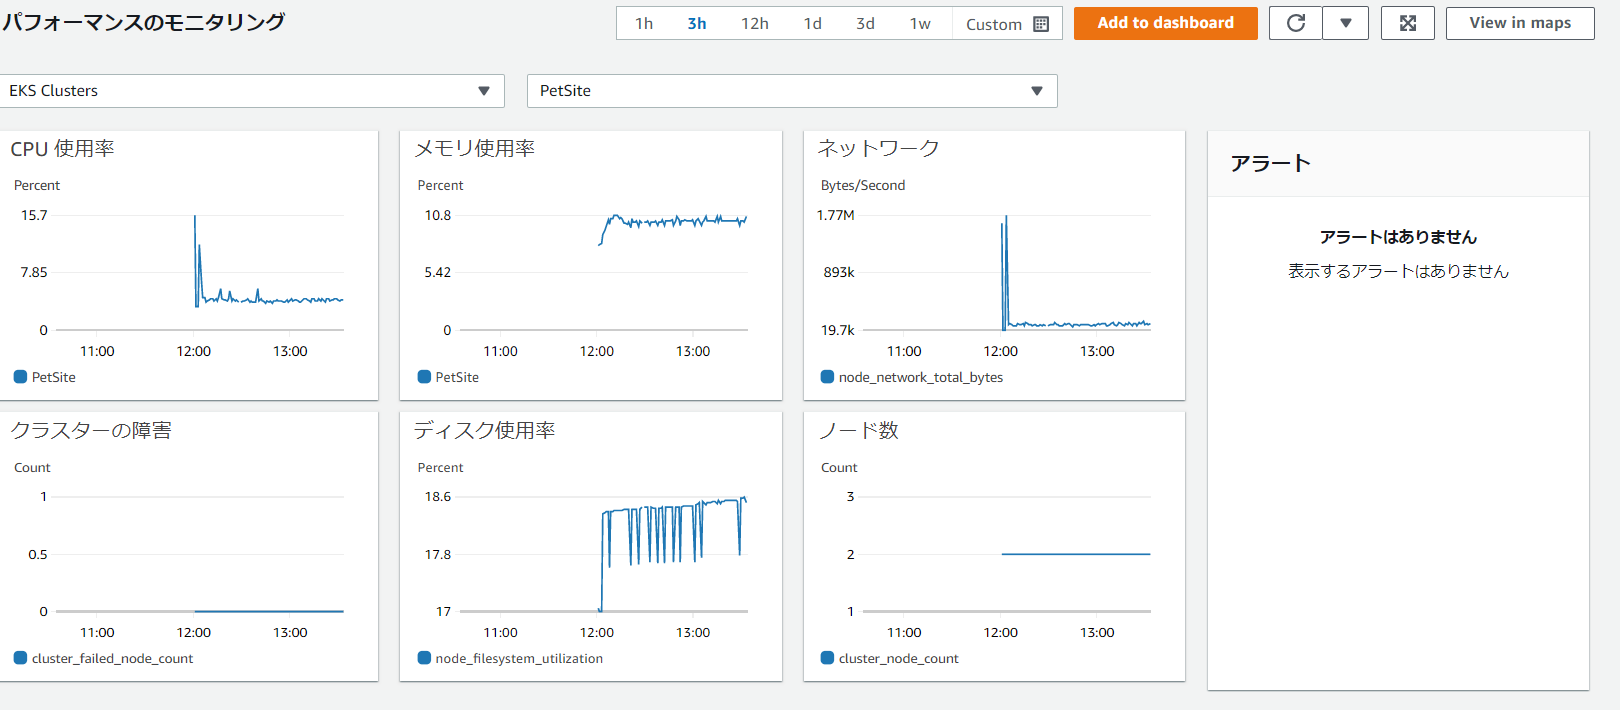 パフォーマンスのモニタリング
1h 3h 12h 1d 3d 1w Custom
Add to dashboard
View in maps
EKS Clusters
PetSite
CPU 使用率
Percent
15.7
7.85
0
11:00 12:00 13:00
PetSite
メモリ使用率
Percent
10.8
5.42
0
11:00 12:00 13:00
PetSite
ネットワーク
Bytes/Second
1.77M
893k
19.7k
11:00 12:00 13:00
node_network_total_bytes
アラート
アラートはありません
表示するアラートはありません
クラスターの障害
Count
1
0.5
0
11:00 12:00 13:00
cluster_failed_node_count
ディスク使用率
Percent
18.6
17.8
17
11:00 12:00 13:00
node_filesystem_utilization
ノード数
Count
3
2
1
11:00 12:00 13:00
cluster_node_count